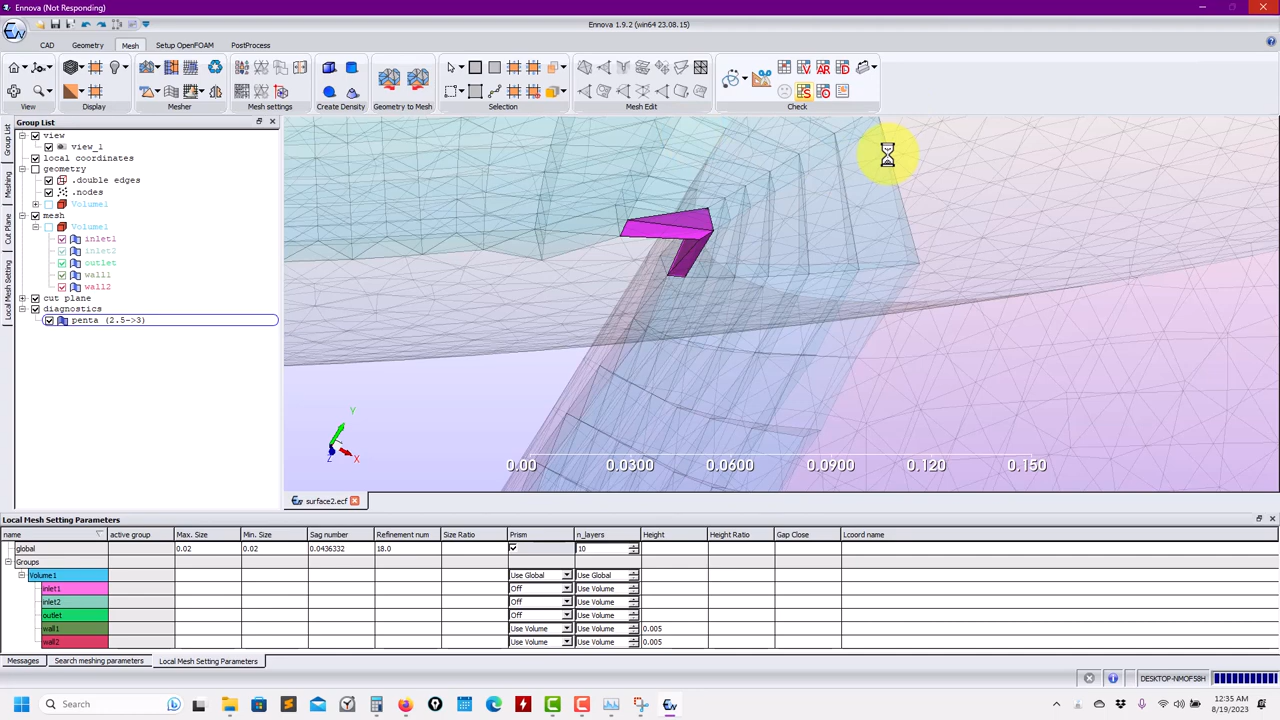 Ennova (Not Responding)
Ennova 1.9.2 (win64 23.08.15)
CAD Geometry Mesh Setup OpenFOAM PostProcess
View Display Mesher Mesh settings Create Density Geometry to Mesh Selection Mesh Edit Check
Group List
Group List
Meshing
Cut Plane
Local Mesh Setting
view
view_1
local coordinates
geometry
.double edges
.nodes
Volume1
mesh
Volume1
inlet1
inlet2
outlet
wall1
wall2
cut plane
diagnostics
penta (2.5->3)
Y
X
Z
0.00 0.0300 0.0600 0.0900 0.120 0.150
surface2.ecf
Local Mesh Setting Parameters
name active group Max. Size Min. Size Sag number Refinement num Size Ratio Prism n_layers Height Height Ratio Gap Close Lcoord name
global 0.02 0.02 0.0436332 18.0 10
Groups
Volume1 Use Global Use Global
inlet1 Off Use Volume
inlet2 Off Use Volume
outlet Off Use Volume
wall1 Use Volume Use Volume 0.005
wall2 Use Volume Use Volume 0.005
Messages Search meshing parameters Local Mesh Setting Parameters
DESKTOP-NMOF58H
Search
12:35 AM
8/19/2023